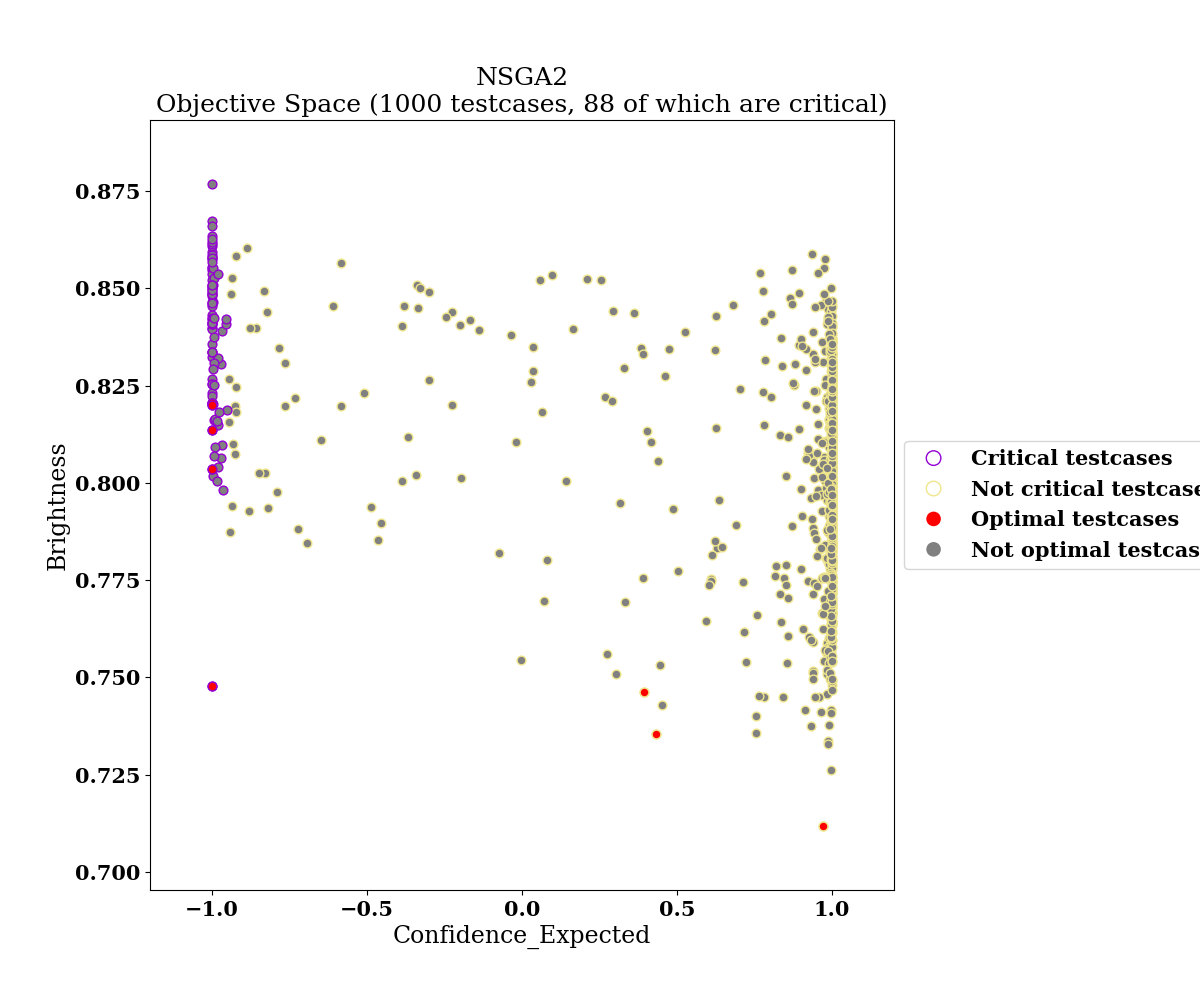 NSGA2
Objective Space (1000 testcases, 88 of which are critical)
0.875
0.850
0.825
0.800
0.775
0.750
0.725
0.700
Brightness
−1.0
−0.5
0.0
0.5
1.0
Confidence_Expected
Critical testcases
Not critical testcase
Optimal testcases
Not optimal testcas